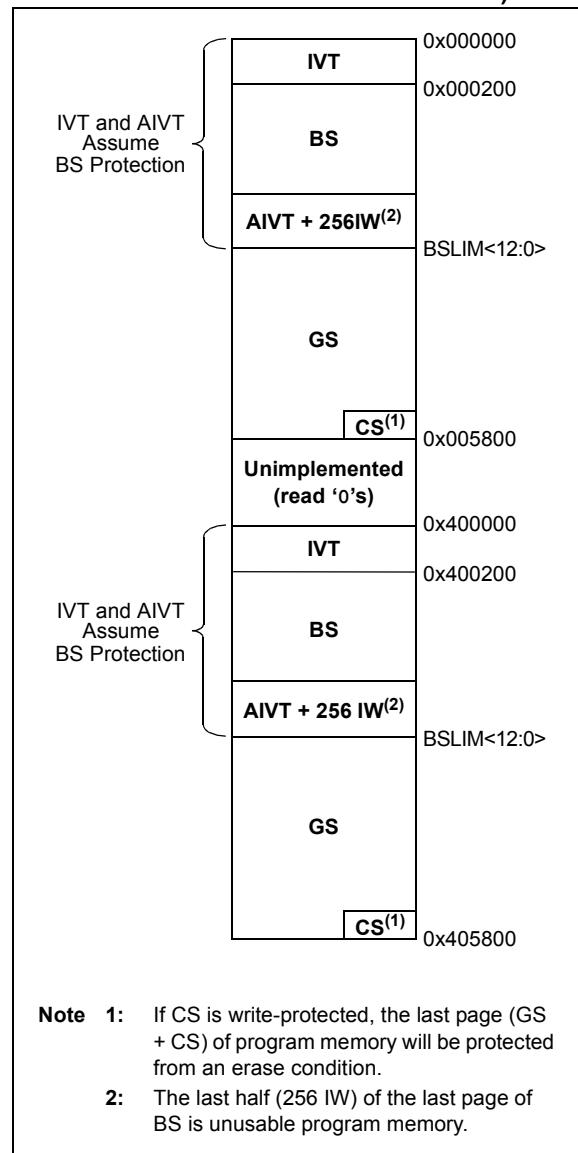 IVT
0x000000
0x000200
IVT and AIVT
Assume
BS Protection
BS
AIVT + 256IW(2)
BSLIM<12:0>
GS
CS(1)
0x005800
Unimplemented
(read ‘0’s)
0x400000
IVT
0x400200
IVT and AIVT
Assume
BS Protection
BS
AIVT + 256 IW(2)
BSLIM<12:0>
GS
CS(1)
0x405800
Note 1: If CS is write-protected, the last page (GS
+ CS) of program memory will be protected
from an erase condition.
2: The last half (256 IW) of the last page of
BS is unusable program memory.